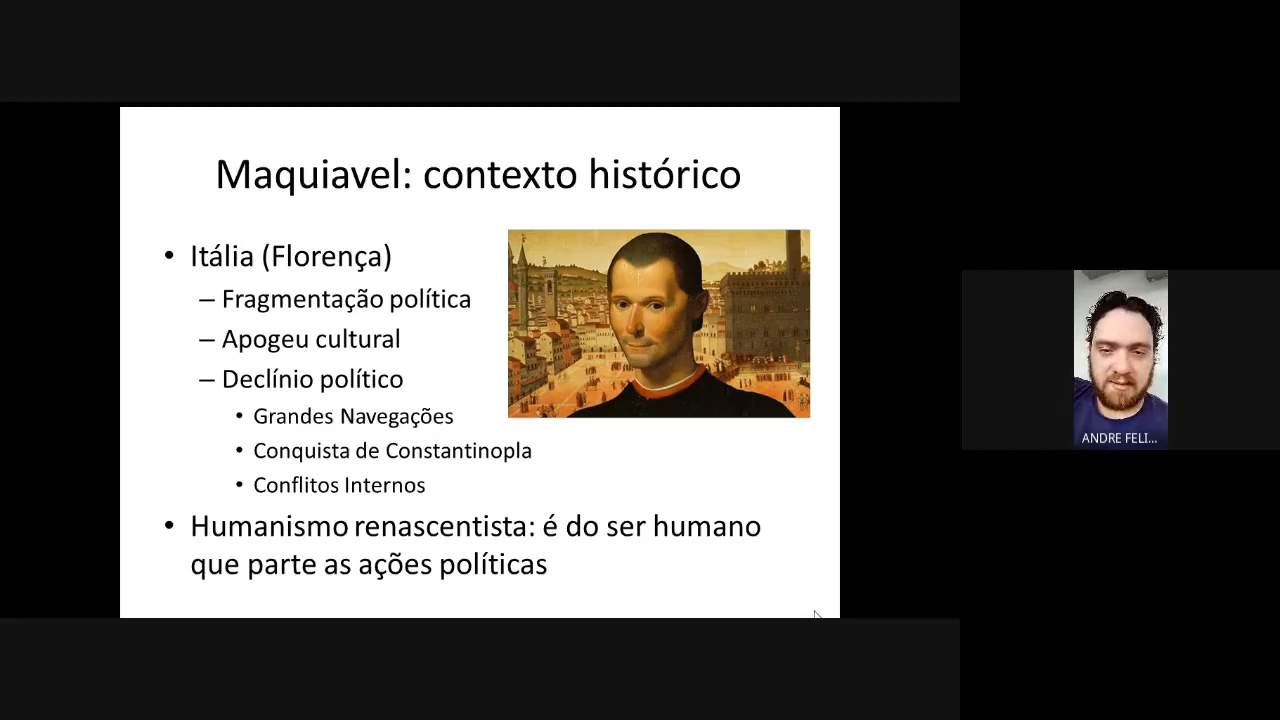 Maquiavel: contexto histórico
• Itália (Florença)
– Fragmentação política
– Apogeu cultural
– Declínio político
• Grandes Navegações
• Conquista de Constantinopla
• Conflitos Internos
• Humanismo renascentista: é do ser humano
que parte as ações políticas
ANDRE FELI...